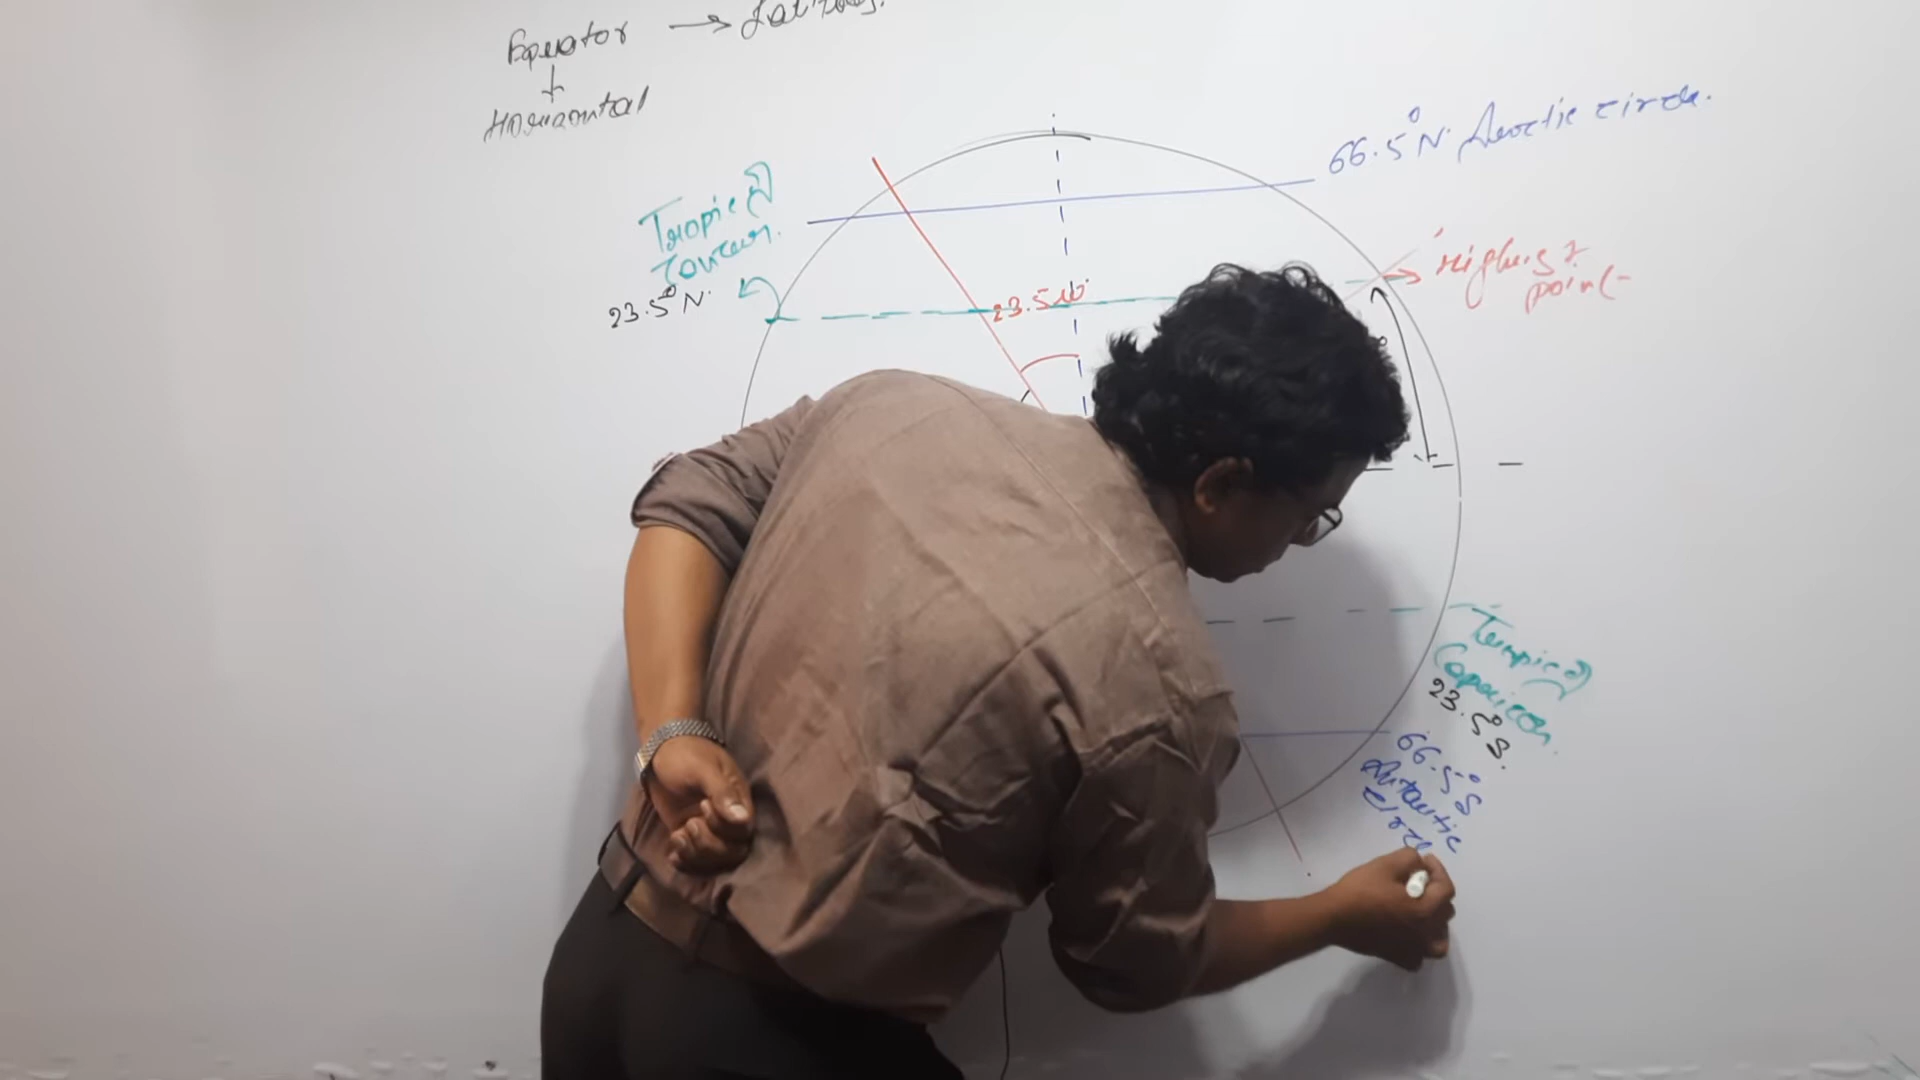 Equator → Latitudes.
Horizontal
66.5°N. Arctic circle.
Tropic of
Cancer.
23.5°N.
23.5
Highest
point
Tropic of
Capricorn.
23.5°S.
66.5°S
Antarctic
circle